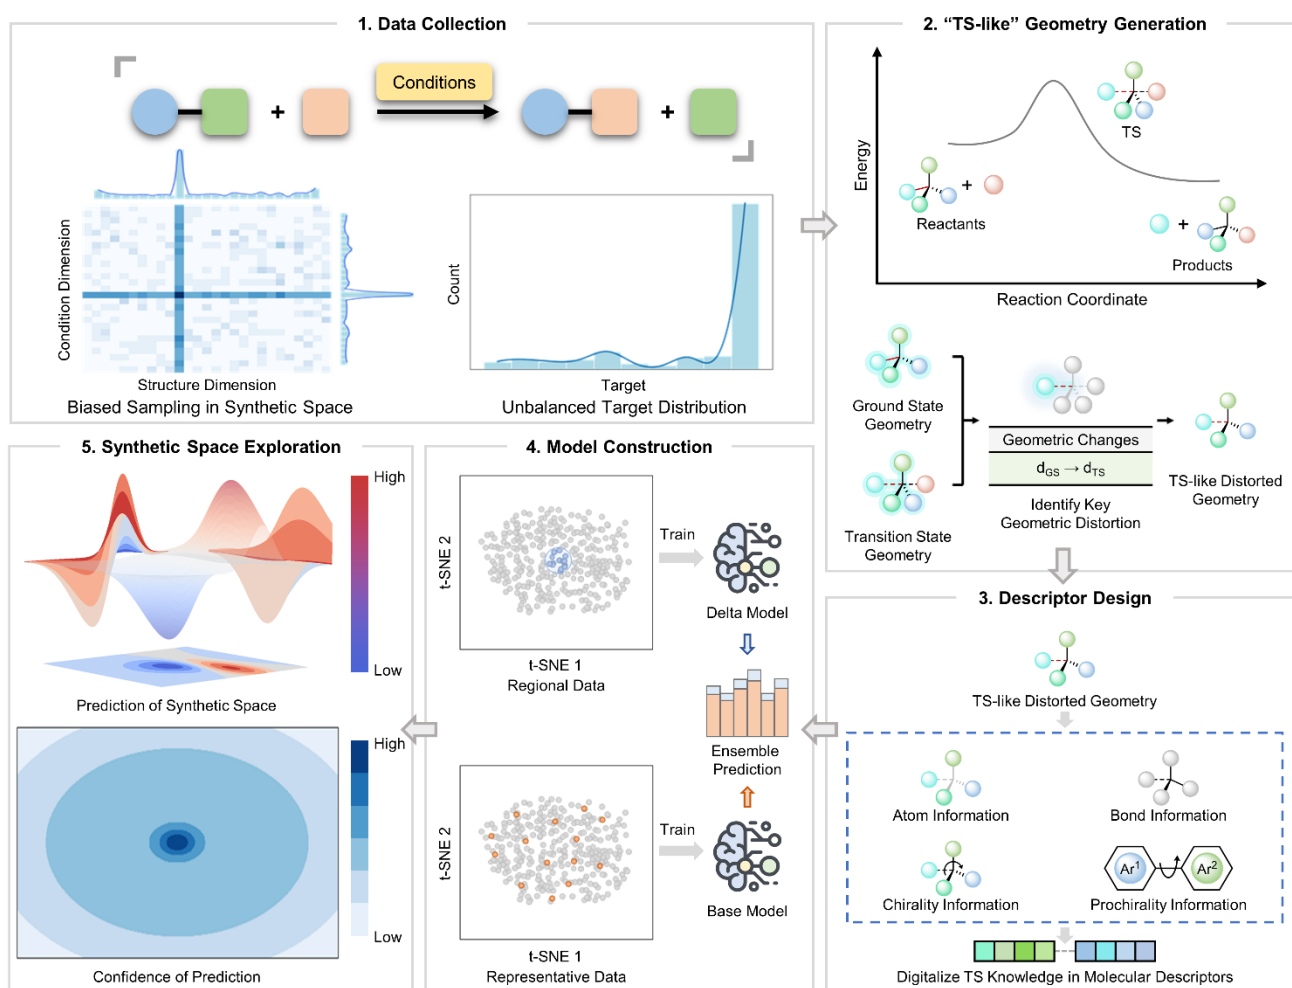 1. Data Collection
Conditions
+
+
Condition Dimension
Structure Dimension
Biased Sampling in Synthetic Space
Count
Target
Unbalanced Target Distribution
2. “TS-like” Geometry Generation
Energy
TS
+
Reactants
+
Products
Reaction Coordinate
Ground State
Geometry
Transition State
Geometry
Geometric Changes
d_GS → d_TS
Identify Key
Geometric Distortion
TS-like Distorted
Geometry
3. Descriptor Design
TS-like Distorted Geometry
Atom Information
Bond Information
Chirality Information
Ar¹
Ar²
Prochirality Information
Digitalize TS Knowledge in Molecular Descriptors
4. Model Construction
t-SNE 2
t-SNE 1
Regional Data
Train
Delta Model
Ensemble
Prediction
t-SNE 2
t-SNE 1
Representative Data
Train
Base Model
5. Synthetic Space Exploration
High
Low
Prediction of Synthetic Space
High
Low
Confidence of Prediction